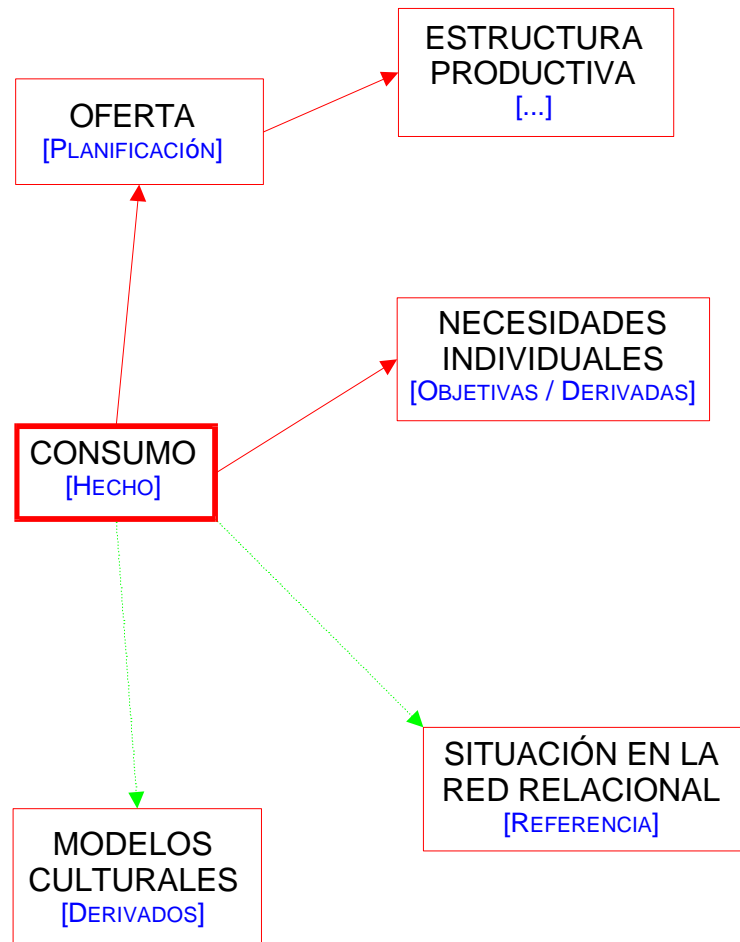 ESTRUCTURA
PRODUCTIVA
[...]
OFERTA
[PLANIFICACIóN]
NECESIDADES
INDIVIDUALES
[OBJETIVAS / DERIVADAS]
CONSUMO
[HECHO]
SITUACIÓN EN LA
RED RELACIONAL
[REFERENCIA]
MODELOS
CULTURALES
[DERIVADOS]